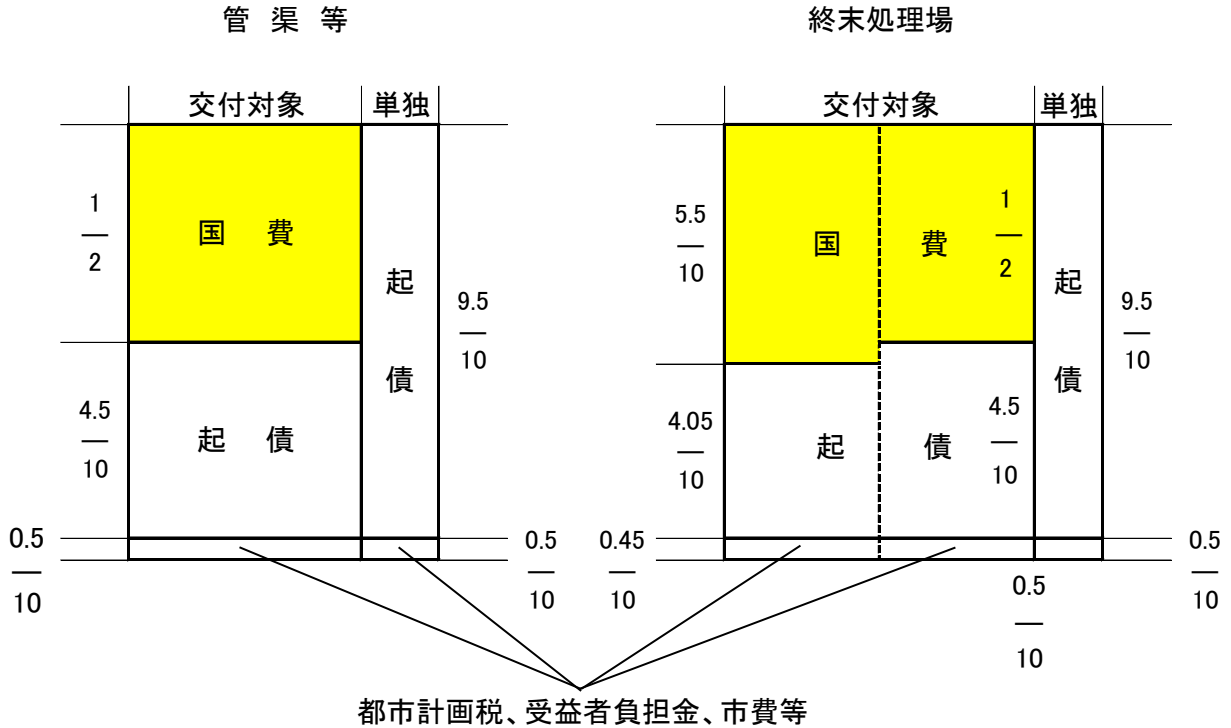 管 渠 等
終末処理場
交付対象
単独
交付対象
単独
1
—
2
国 費
起
債
9.5
—
10
4.5
—
10
起 債
0.5
—
10
0.5
—
10
5.5
—
10
国 費
1
—
2
起
債
9.5
—
10
4.05
—
10
起 債
4.5
—
10
0.45
—
10
0.5
—
10
0.5
—
10
都市計画税、受益者負担金、市費等